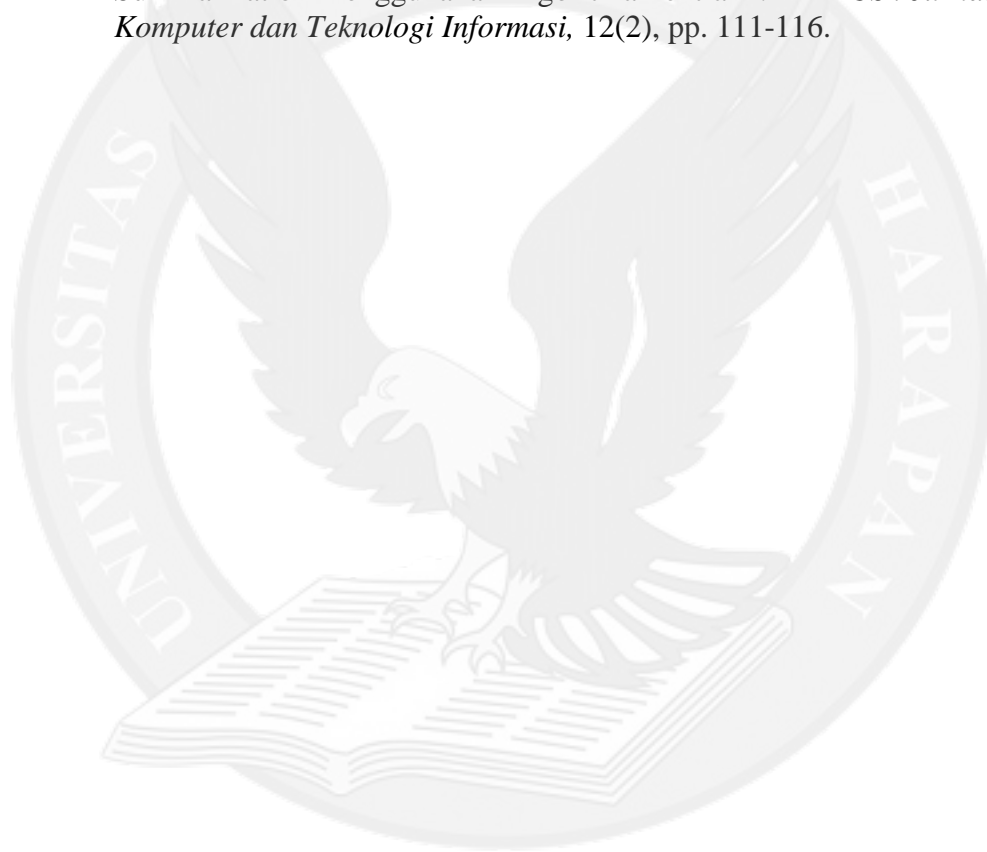 Komputer dan Teknologi Informasi, 12(2), pp. 111-116.
UNIVERSITAS
HARAPAN